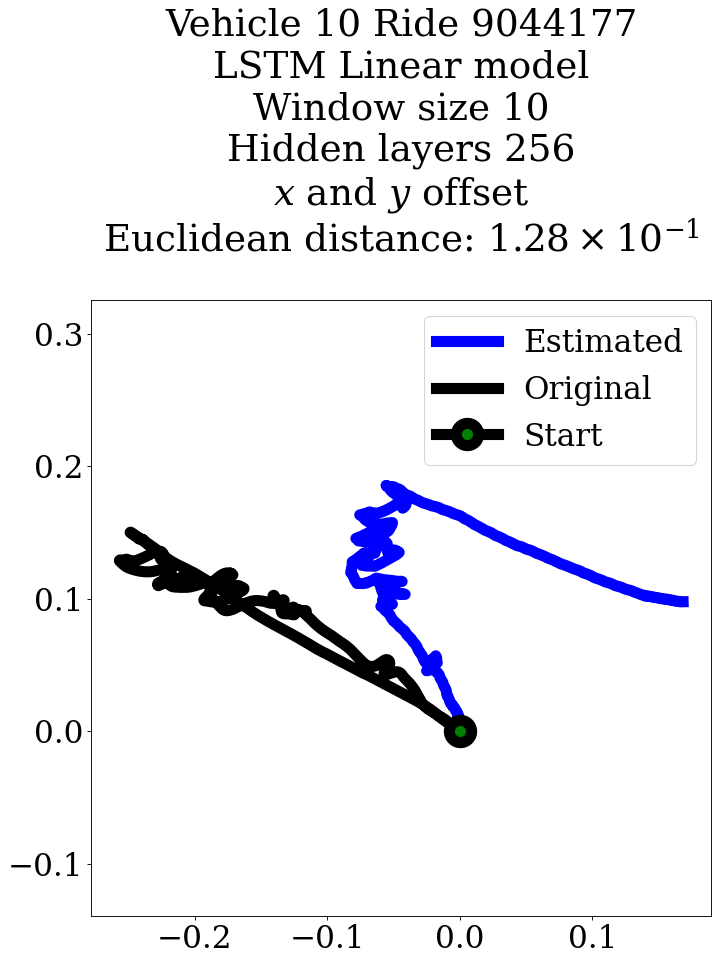 Vehicle 10 Ride 9044177
LSTM Linear model
Window size 10
Hidden layers 256
x and y offset
Euclidean distance: 1.28 × 10⁻¹
Estimated
Original
Start
0.3
0.2
0.1
0.0
−0.1
−0.2
−0.1
0.0
0.1